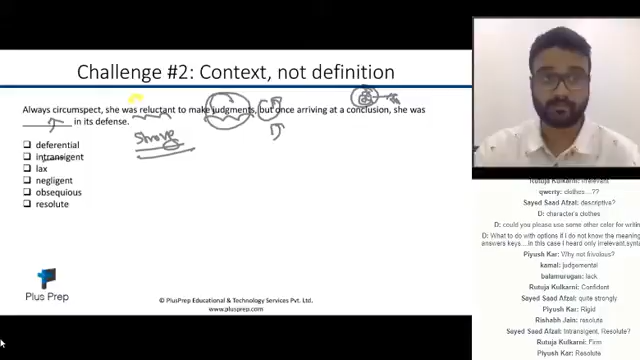 Challenge #2: Context, not definition
Always circumspect, she was reluctant to make judgments, but once arriving at a conclusion, she was
________ in its defense.
strong
☐ deferential
☐ intransigent
☐ lax
☐ negligent
☐ obsequious
☐ resolute
Plus Prep
© PlusPrep Educational & Technology Services Pvt. Ltd.
www.plusprep.com
Rutuja Kulkarni: irrelevant
qwerty: clothes....??
Sayed Saad Afzal: descriptive?
D: character's clothes
D: could you please use some other color for writing
D: What to do with options if i do not know the meaning
answers keys... in this case I heard only irrelevant,
Piyush Kar: Why not frivolous?
kamal: judgemental
balamurugan: lack.
Rutuja Kulkarni: Confident
Sayed Saad Afzal: quite strongly
Piyush Kar: Rigid
Rishabh Jain: resolute
Sayed Saad Afzal: Intransigent, Resolute?
Rutuja Kulkarni: Firm
Piyush Kar: Resolute